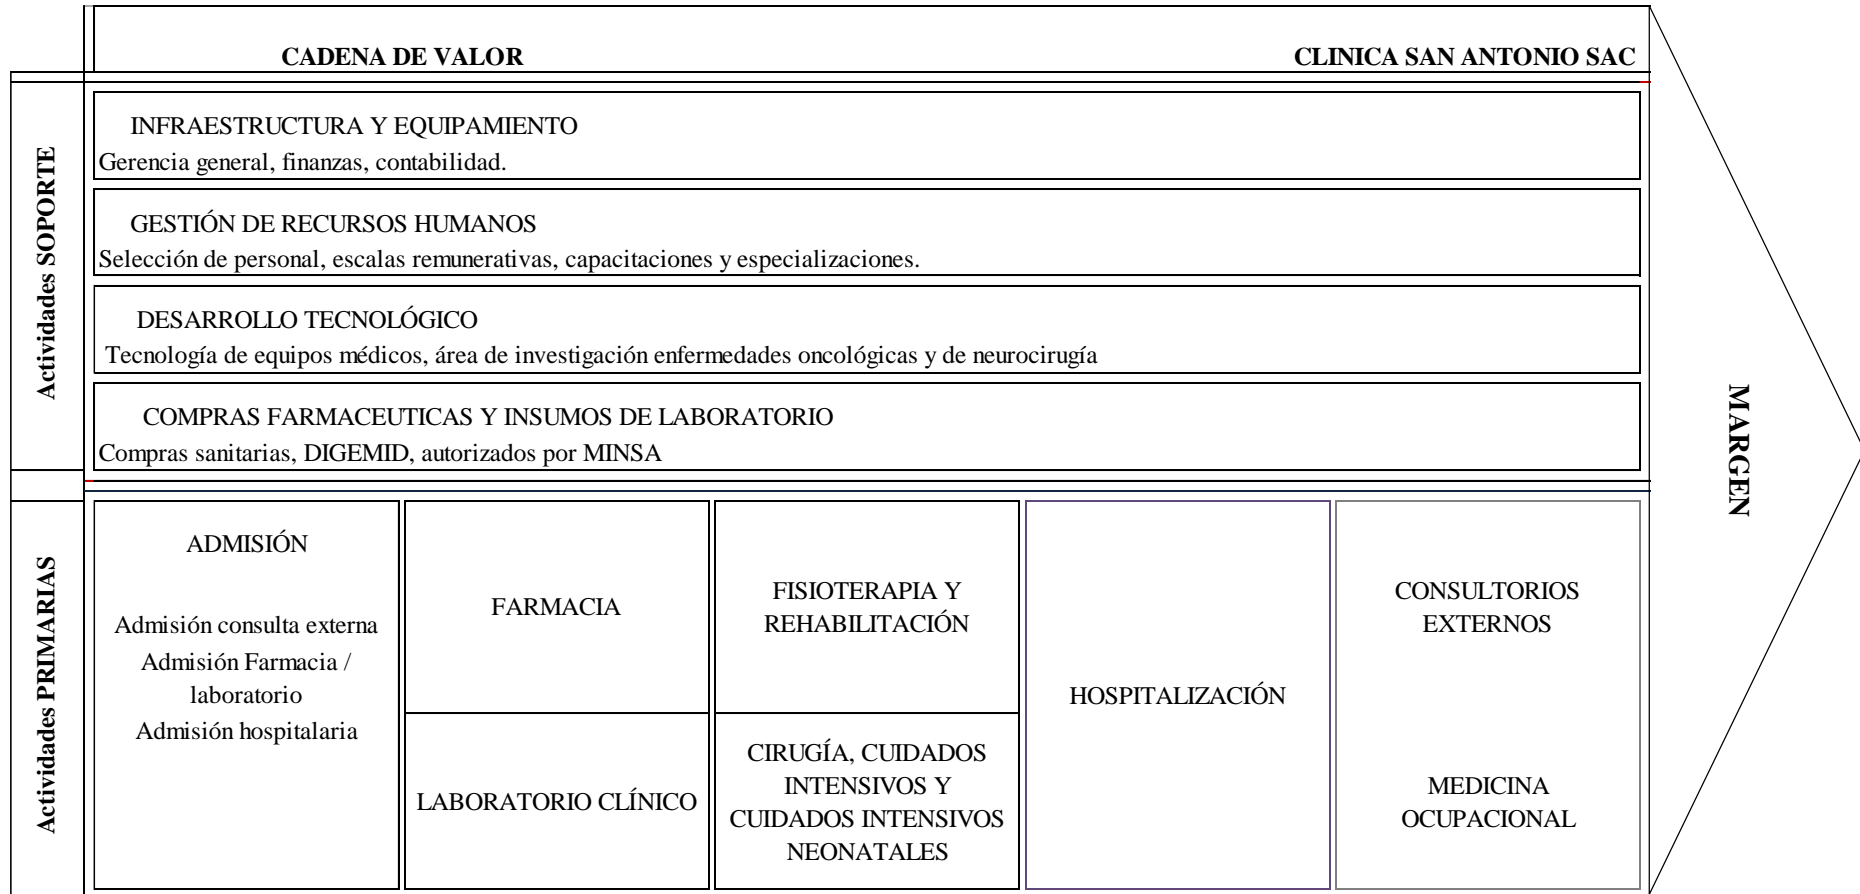 CADENA DE VALOR CLINICA SAN ANTONIO SAC
Actividades SOPORTE
INFRAESTRUCTURA Y EQUIPAMIENTO
Gerencia general, finanzas, contabilidad.
GESTIÓN DE RECURSOS HUMANOS
Selección de personal, escalas remunerativas, capacitaciones y especializaciones.
DESARROLLO TECNOLÓGICO
Tecnología de equipos médicos, área de investigación enfermedades oncológicas y de neurocirugía
COMPRAS FARMACEUTICAS Y INSUMOS DE LABORATORIO
Compras sanitarias, DIGEMID, autorizados por MINSA
MARGEN
Actividades PRIMARIAS
ADMISIÓN
Admisión consulta externa
Admisión Farmacia /
laboratorio
Admisión hospitalaria
FARMACIA
LABORATORIO CLÍNICO
FISIOTERAPIA Y
REHABILITACIÓN
CIRUGÍA, CUIDADOS
INTENSIVOS Y
CUIDADOS INTENSIVOS
NEONATALES
HOSPITALIZACIÓN
CONSULTORIOS
EXTERNOS
MEDICINA
OCUPACIONAL